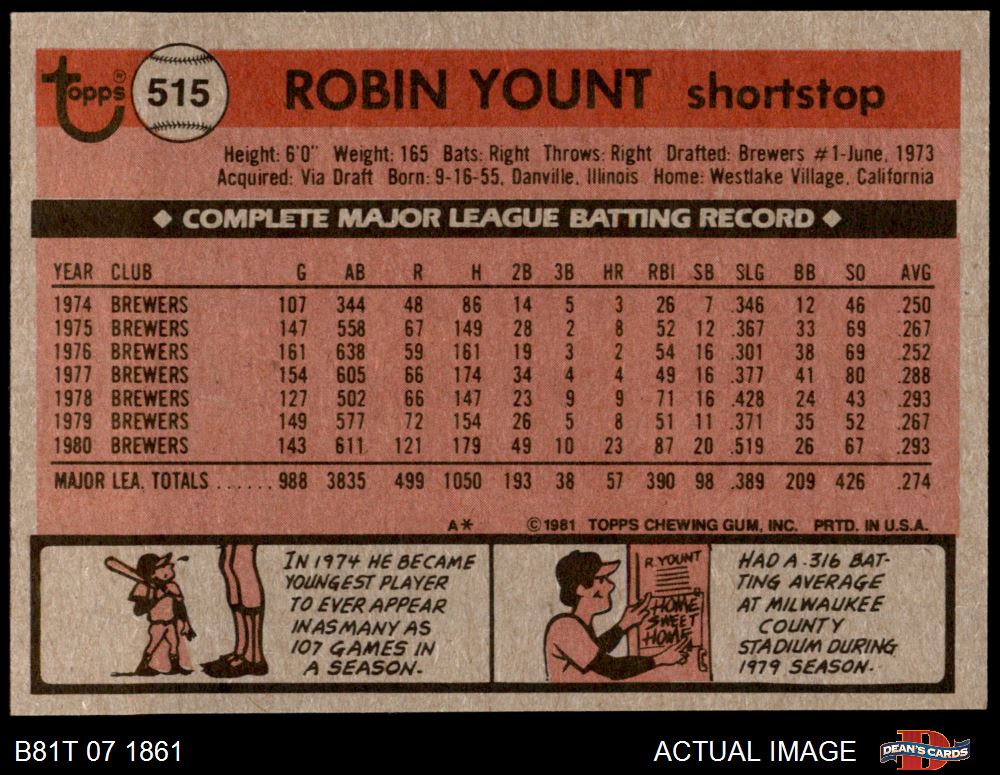 topps®
515
ROBIN YOUNT shortstop
Height: 6'0" Weight: 165 Bats: Right Throws: Right Drafted: Brewers #1-June, 1973
Acquired: Via Draft Born: 9-16-55, Danville, Illinois Home: Westlake Village, California
◆ COMPLETE MAJOR LEAGUE BATTING RECORD ◆
YEAR CLUB G AB R H 2B 3B HR RBI SB SLG BB SO AVG
1974 BREWERS 107 344 48 86 14 5 3 26 7 .346 12 46 .250
1975 BREWERS 147 558 67 149 28 2 8 52 12 .367 33 69 .267
1976 BREWERS 161 638 59 161 19 3 2 54 16 .301 38 69 .252
1977 BREWERS 154 605 66 174 34 4 4 49 16 .377 41 80 .288
1978 BREWERS 127 502 66 147 23 9 9 71 16 .428 24 43 .293
1979 BREWERS 149 577 72 154 26 5 8 51 11 .371 35 52 .267
1980 BREWERS 143 611 121 179 49 10 23 87 20 .519 26 67 .293
MAJOR LEA. TOTALS ...... 988 3835 499 1050 193 38 57 390 98 .389 209 426 .274
A* ©1981 TOPPS CHEWING GUM, INC. PRTD. IN U.S.A.
IN 1974 HE BECAME
YOUNGEST PLAYER
TO EVER APPEAR
IN AS MANY AS
107 GAMES IN
A SEASON.
R. YOUNT
HOME
SWEET
HOME
HAD A .316 BAT-
TING AVERAGE
AT MILWAUKEE
COUNTY
STADIUM DURING
1979 SEASON.
B81T 07 1861
ACTUAL IMAGE
D
DEAN'S CARDS